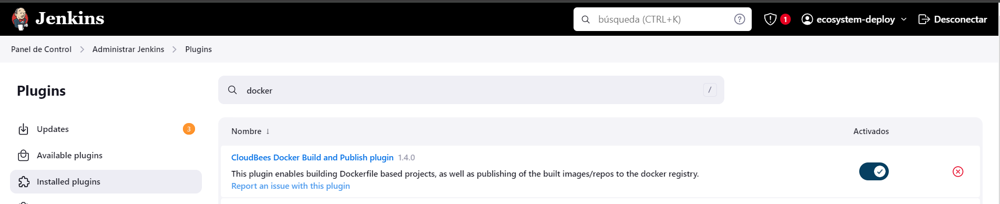 Jenkins
búsqueda (CTRL+K)
?
1
ecosystem-deploy
Desconectar
Panel de Control > Administrar Jenkins > Plugins
Plugins
docker
/
Updates
3
Available plugins
Installed plugins
Nombre ↓
Activados
CloudBees Docker Build and Publish plugin 1.4.0
This plugin enables building Dockerfile based projects, as well as publishing of the built images/repos to the docker registry.
Report an issue with this plugin